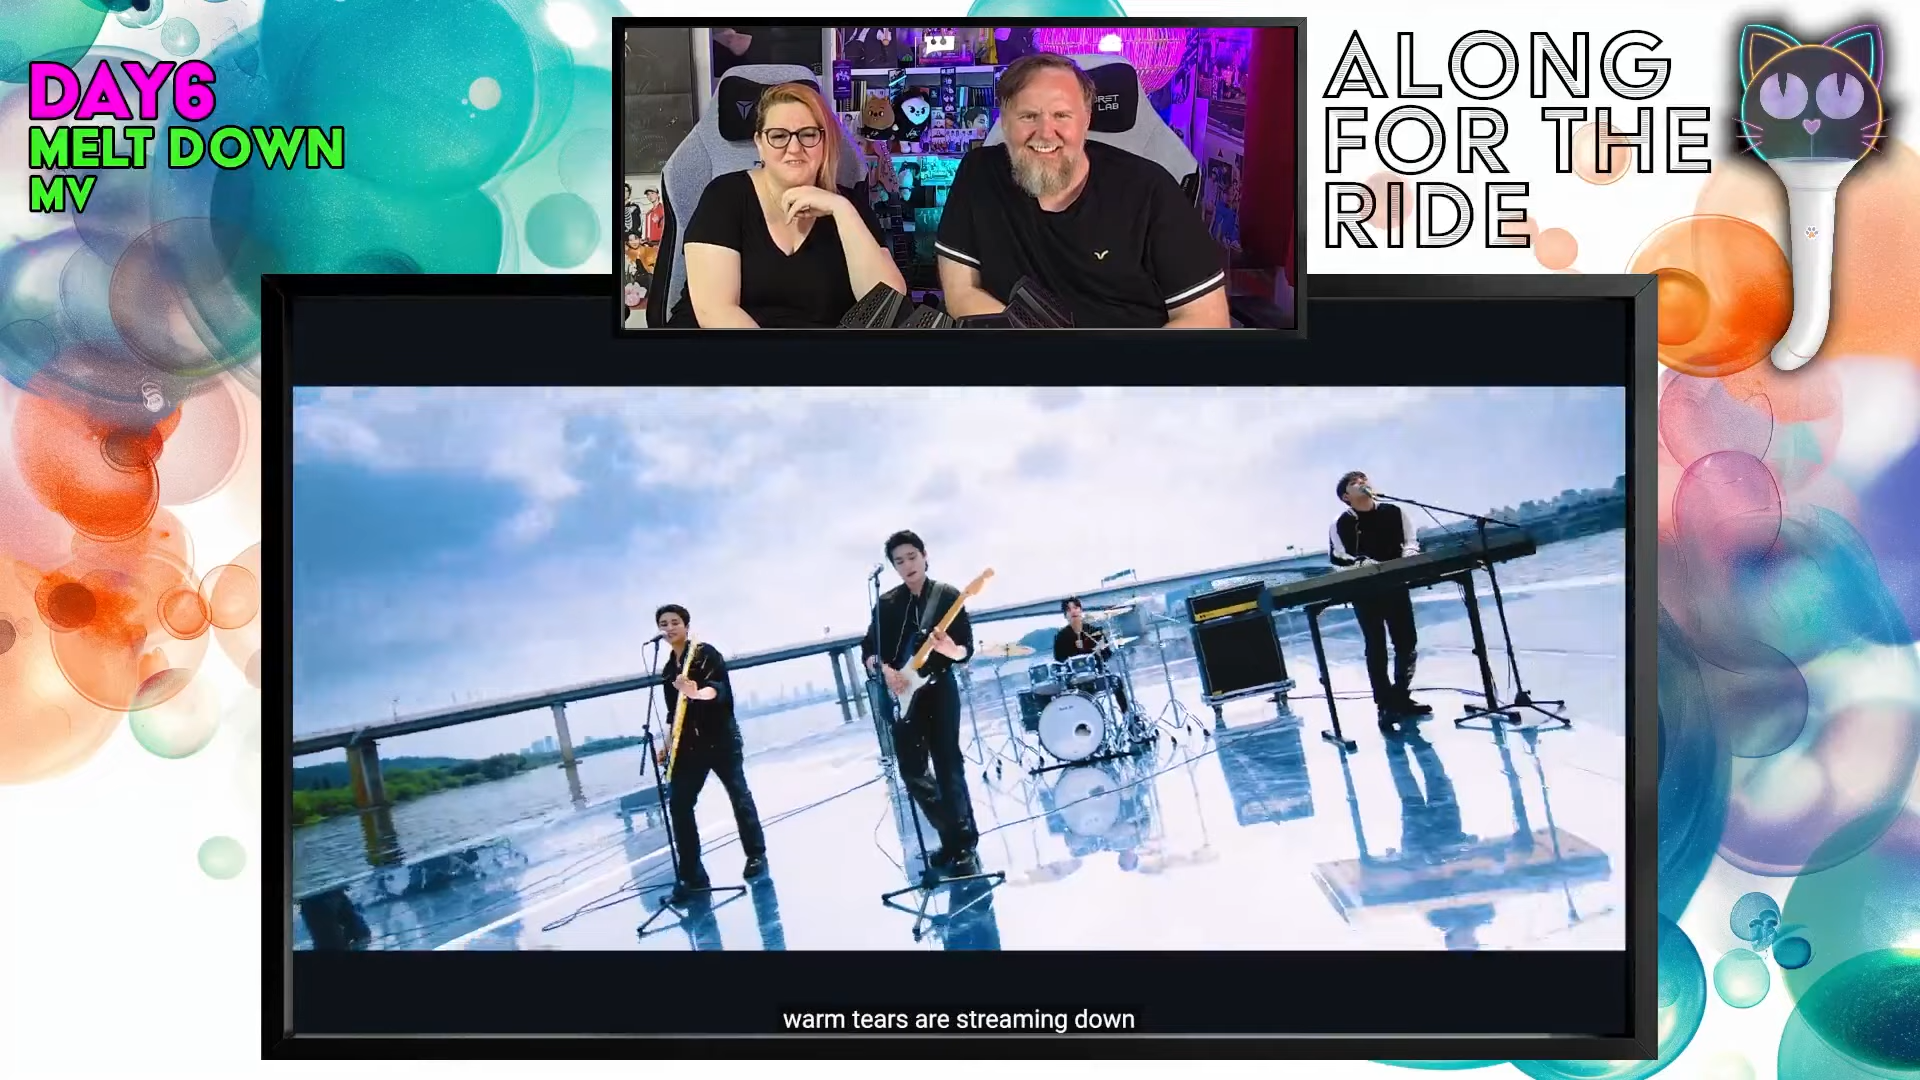 DAY6
MELT DOWN
MV
ALONG
FOR THE
RIDE
warm tears are streaming down